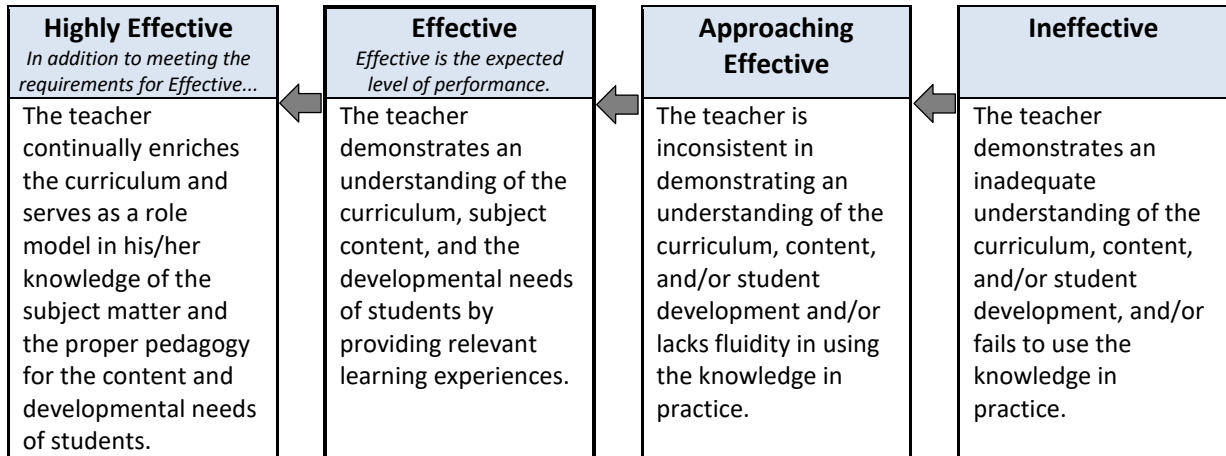 Highly Effective
In addition to meeting the
requirements for Effective...
The teacher
continually enriches
the curriculum and
serves as a role
model in his/her
knowledge of the
subject matter and
the proper pedagogy
for the content and
developmental needs
of students.
Effective
Effective is the expected
level of performance.
The teacher
demonstrates an
understanding of the
curriculum, subject
content, and the
developmental needs
of students by
providing relevant
learning experiences.
Approaching
Effective
The teacher is
inconsistent in
demonstrating an
understanding of the
curriculum, content,
and/or student
development and/or
lacks fluidity in using
the knowledge in
practice.
Ineffective
The teacher
demonstrates an
inadequate
understanding of the
curriculum, content,
and/or student
development, and/or
fails to use the
knowledge in
practice.